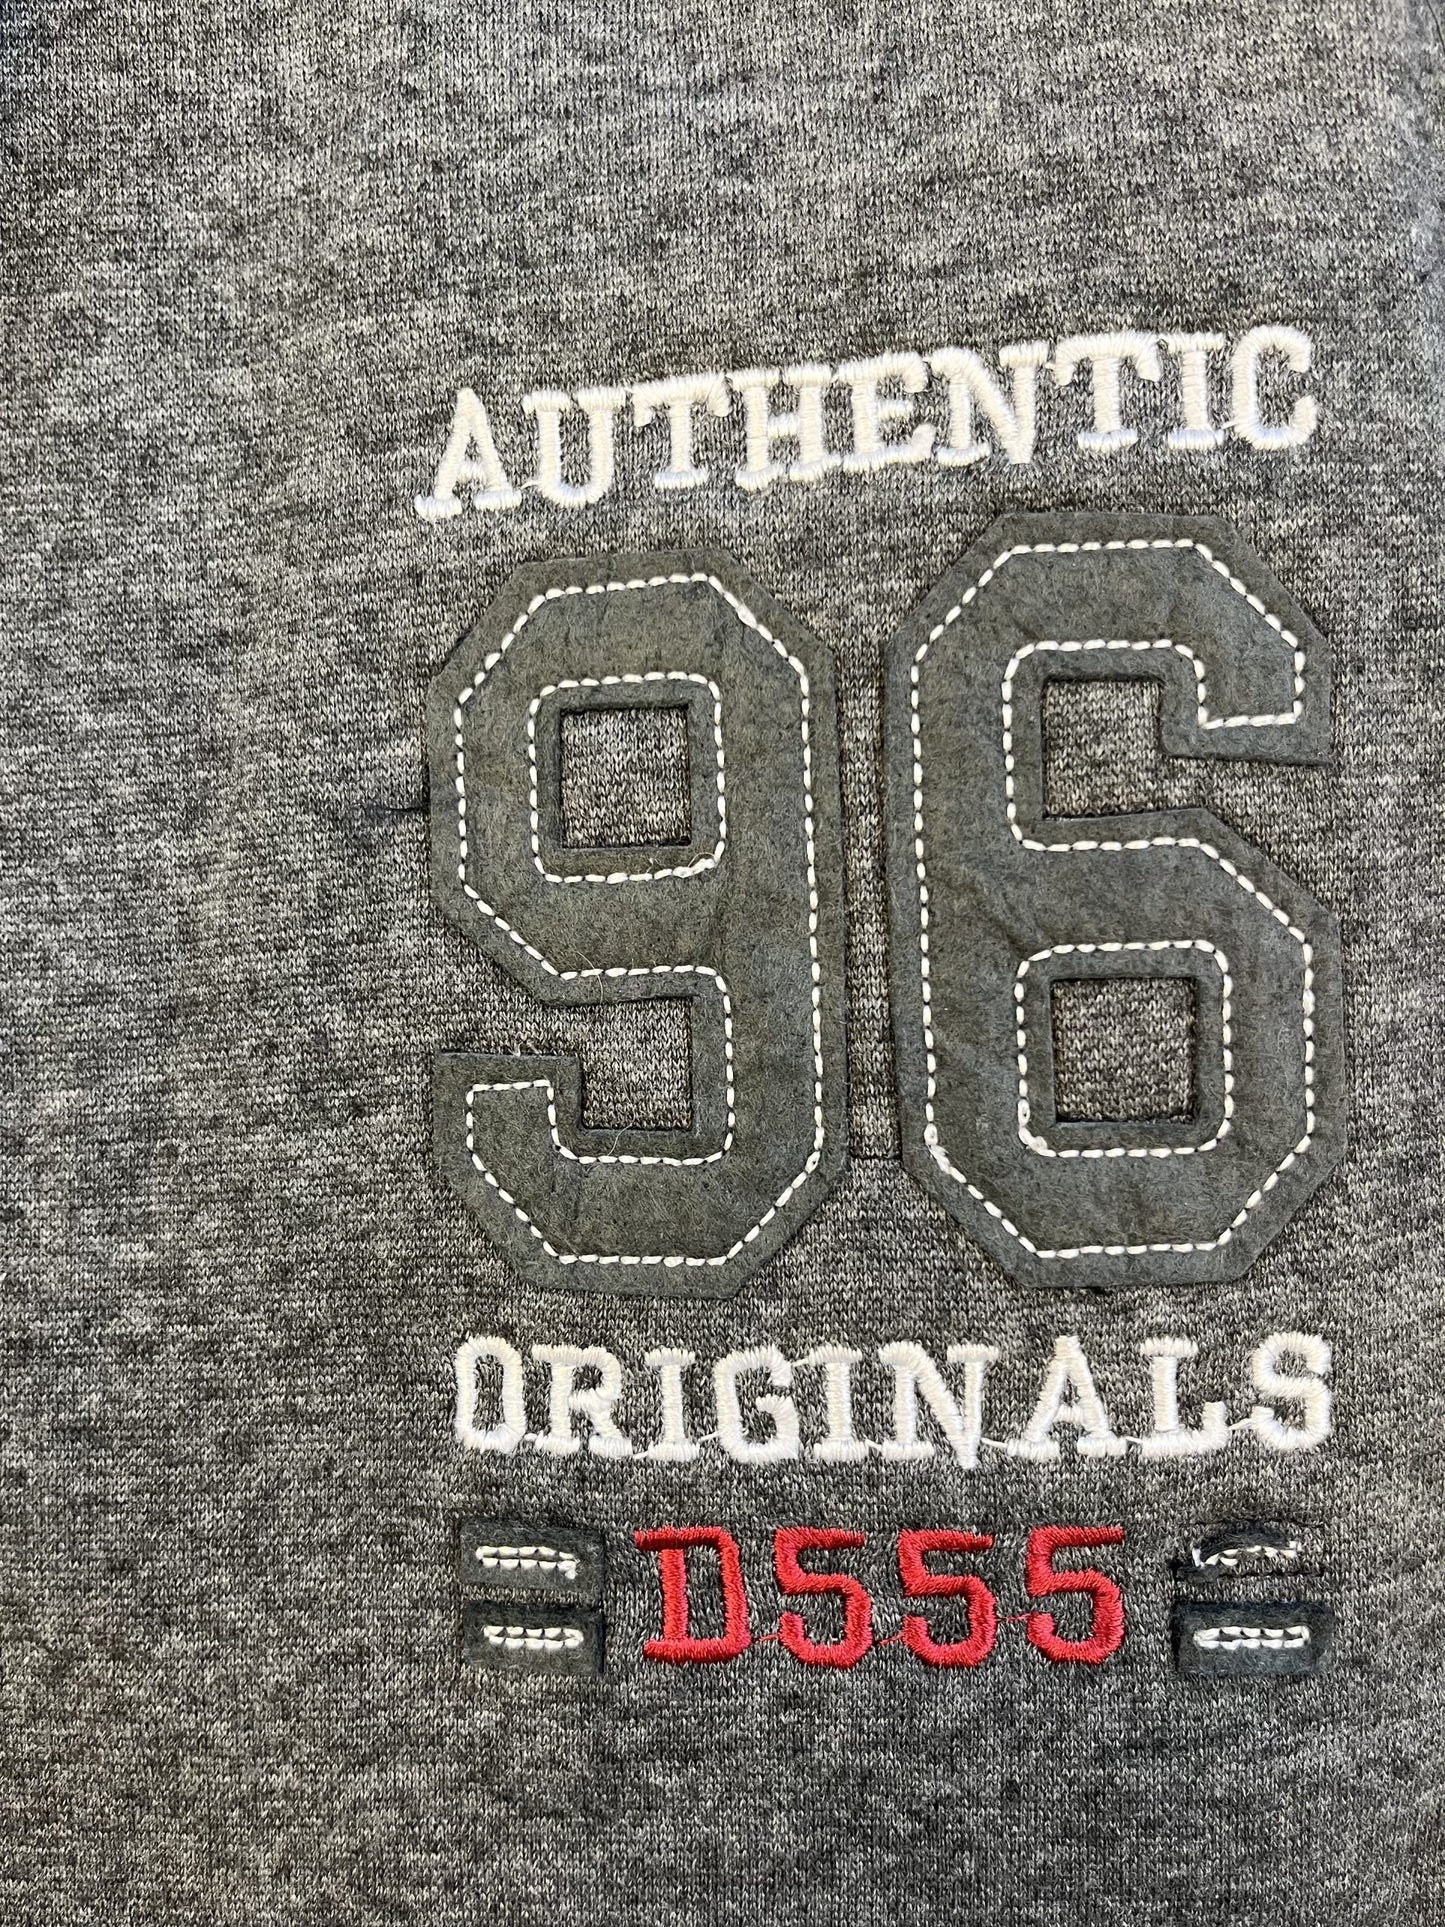 AUTHENTIC
96
ORIGINALS
D555